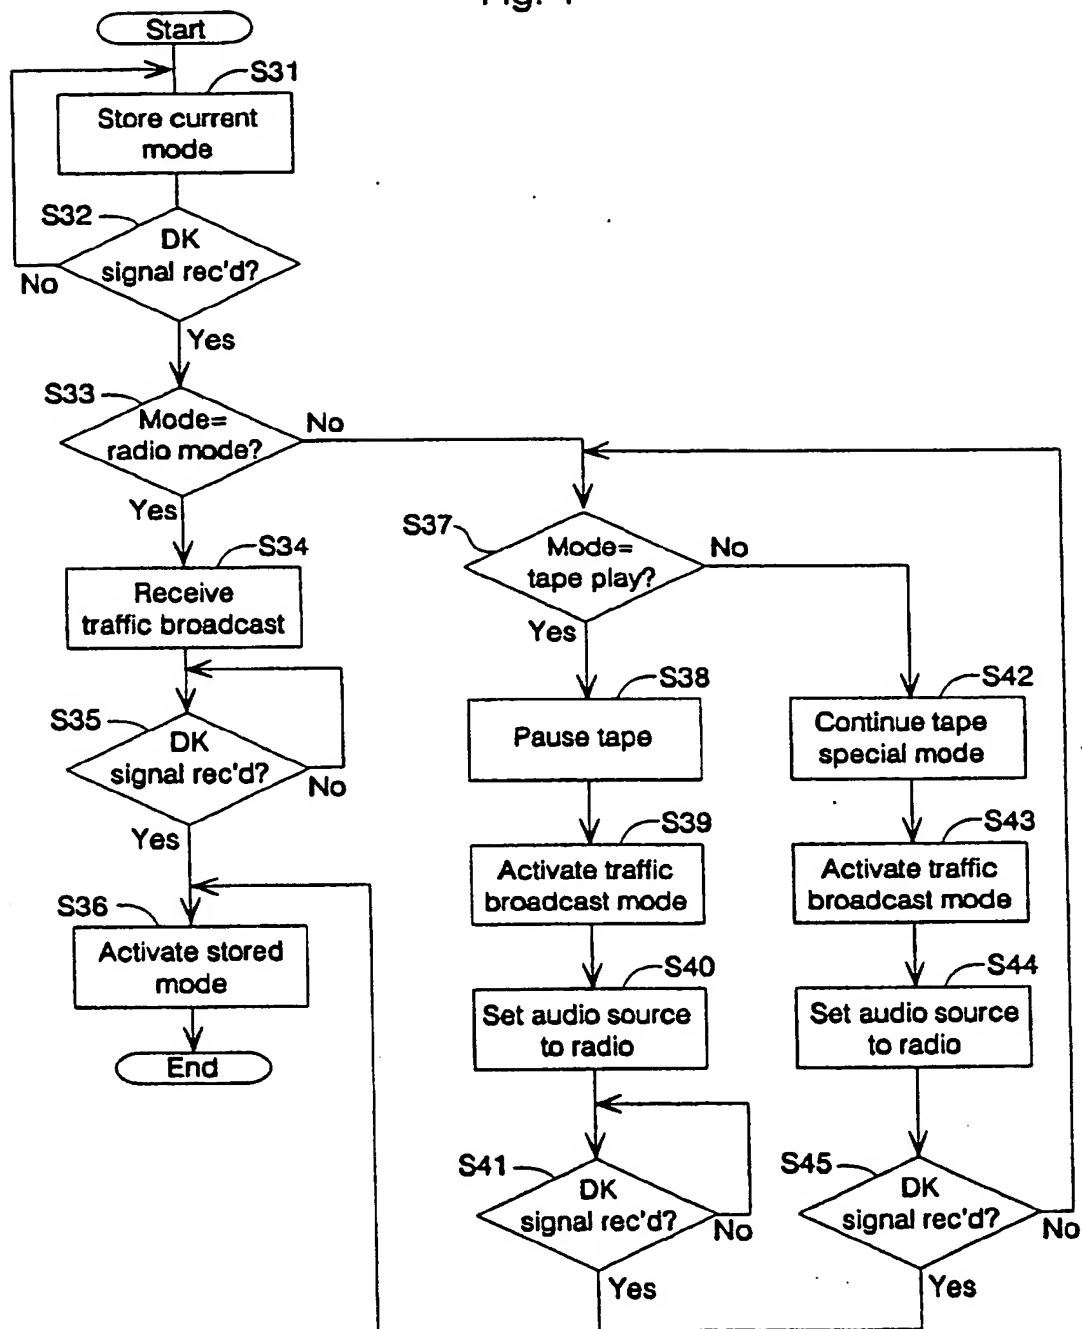 Start
S31
Store current
mode
S32
DK
signal rec'd?
No
Yes
S33
Mode=
radio mode?
No
Yes
S34
Receive
traffic broadcast
S35
DK
signal rec'd?
No
Yes
S36
Activate stored
mode
End
S37
Mode=
tape play?
No
Yes
S38
Pause tape
S39
Activate traffic
broadcast mode
S40
Set audio source
to radio
S41
DK
signal rec'd?
No
Yes
S42
Continue tape
special mode
S43
Activate traffic
broadcast mode
S44
Set audio source
to radio
S45
DK
signal rec'd?
No
Yes